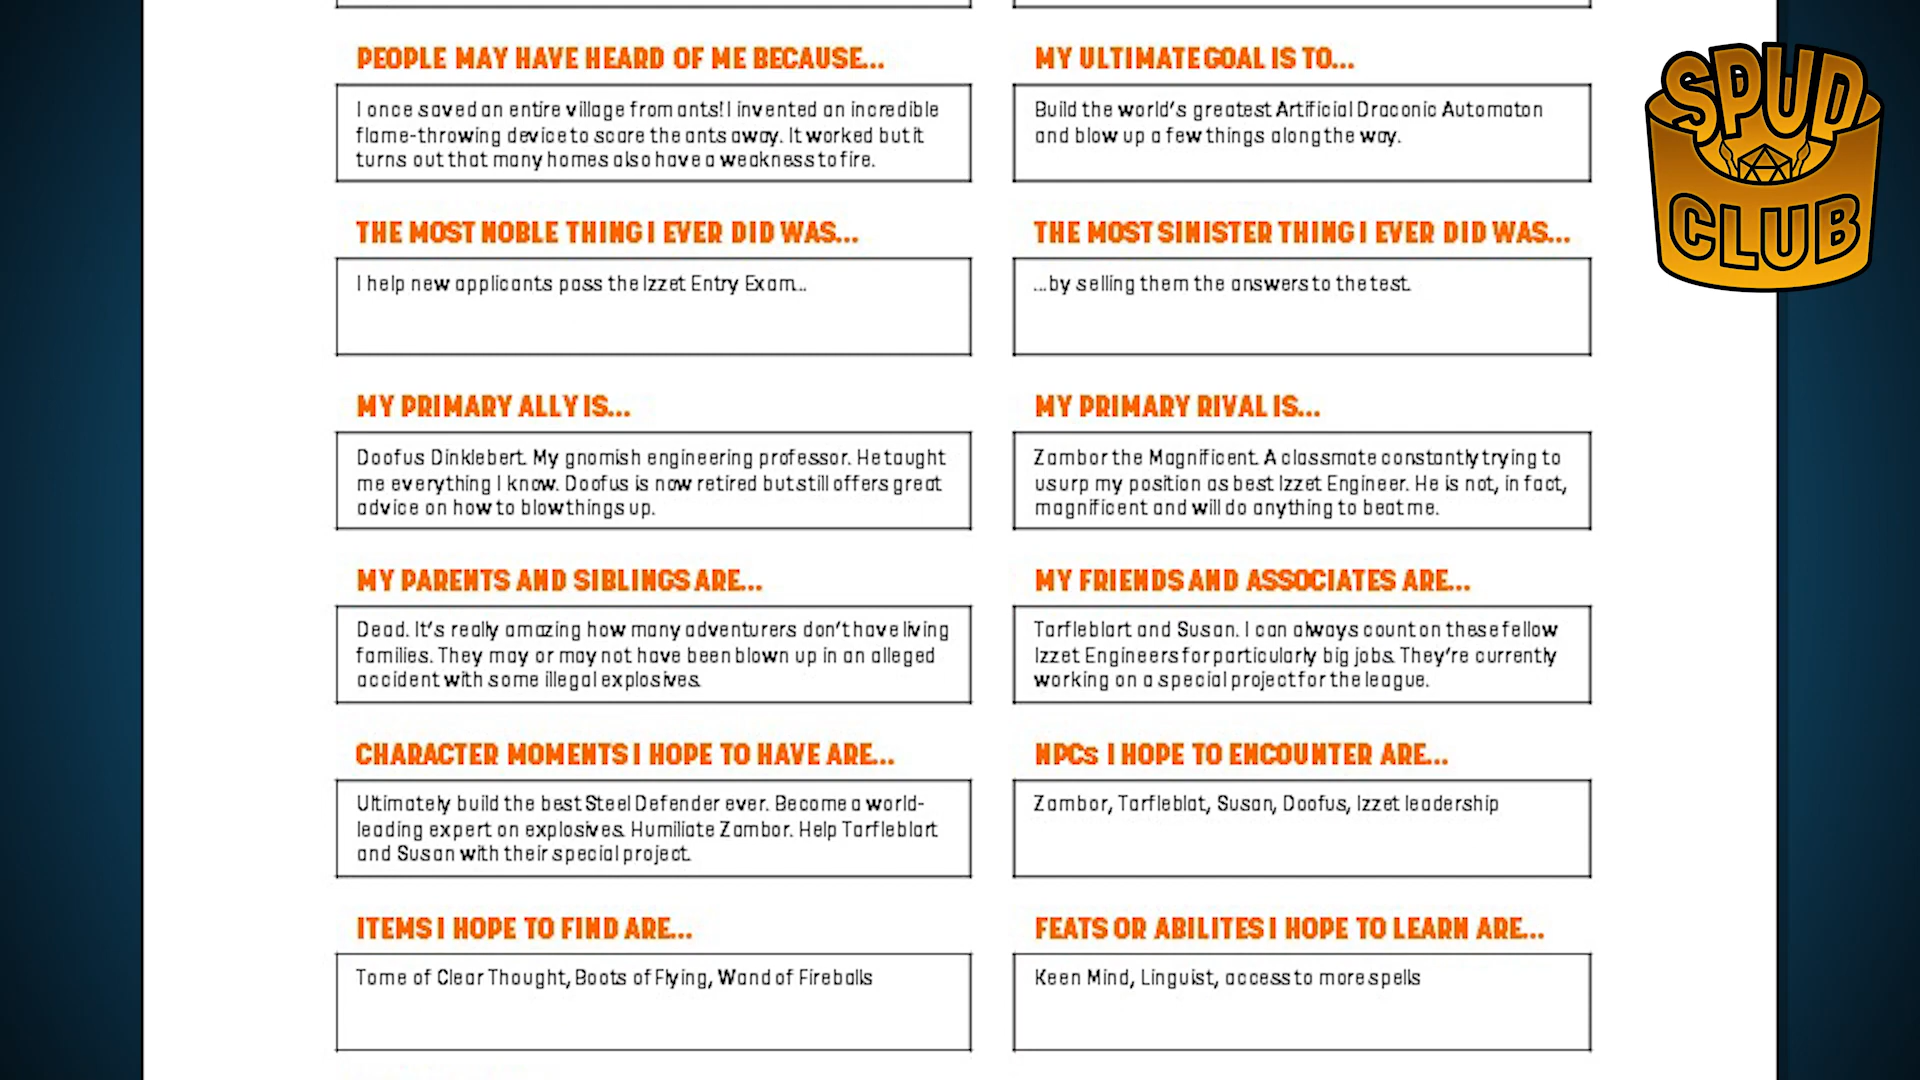 PEOPLE MAY HAVE HEARD OF ME BECAUSE...
I once saved an entire village from ants! I invented an incredible
flame-throwing device to scare the ants away. It worked but it
turns out that many homes also have a weakness to fire.
MY ULTIMATE GOAL IS TO...
Build the world's greatest Artificial Draconic Automaton
and blow up a few things along the way.
SPUD
CLUB
THE MOST NOBLE THING I EVER DID WAS...
I help new applicants pass the Izzet Entry Exam...
THE MOST SINISTER THING I EVER DID WAS...
...by selling them the answers to the test.
MY PRIMARY ALLY IS...
Doofus Dinklebert. My gnomish engineering professor. He taught
me everything I know. Doofus is now retired but still offers great
advice on how to blow things up.
MY PRIMARY RIVAL IS...
Zambor the Magnificent. A classmate constantly trying to
usurp my position as best Izzet Engineer. He is not, in fact,
magnificent and will do anything to beat me.
MY PARENTS AND SIBLINGS ARE...
Dead. It's really amazing how many adventurers don't have living
families. They may or may not have been blown up in an alleged
accident with some illegal explosives.
MY FRIENDS AND ASSOCIATES ARE...
Tarfleblart and Susan. I can always count on these fellow
Izzet Engineers for particularly big jobs. They're currently
working on a special project for the league.
CHARACTER MOMENTS I HOPE TO HAVE ARE...
Ultimately build the best Steel Defender ever. Become a world-
leading expert on explosives. Humiliate Zambor. Help Tarfleblart
and Susan with their special project.
NPCs I HOPE TO ENCOUNTER ARE...
Zambor, Tarfleblat, Susan, Doofus, Izzet leadership
ITEMS I HOPE TO FIND ARE...
Tome of Clear Thought, Boots of Flying, Wand of Fireballs
FEATS OR ABILITES I HOPE TO LEARN ARE...
Keen Mind, Linguist, access to more spells